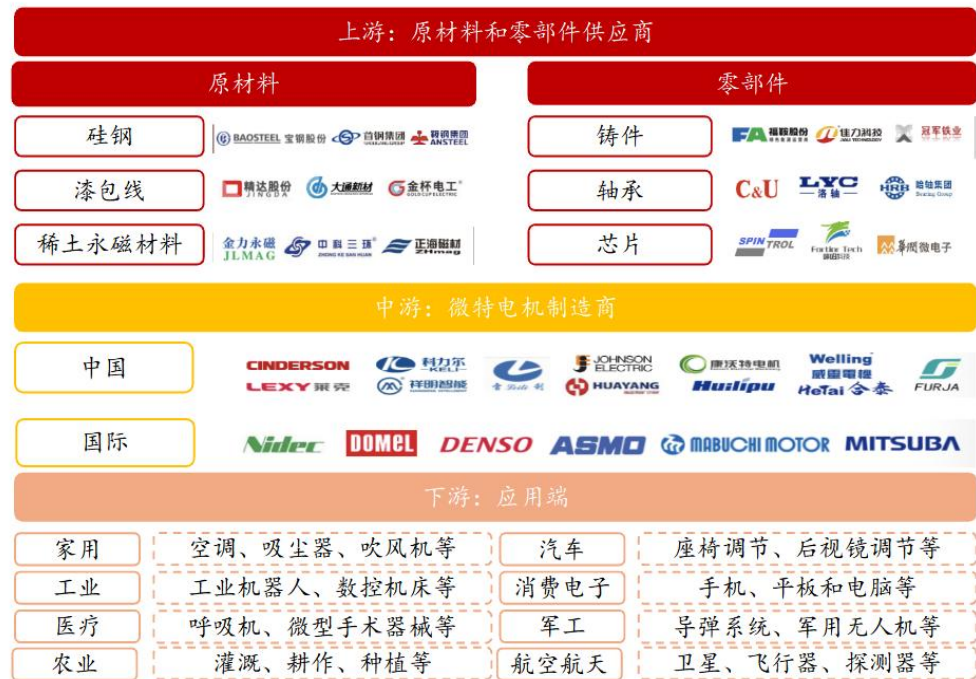 上游：原材料和零部件供应商
原材料
零部件
硅钢
BAOSTEEL 宝钢股份 首钢集团 鞍钢集团 ANSTEEL
铸件
FA 福鞍股份 佳力科技 JIALI TECHNOLOGY 冠军铁业
漆包线
精达股份 JINGDA 大通新材 金杯电工 GOLDCUP ELECTRIC
轴承
C&U LYC 洛轴 HRB 哈轴集团 Bearing Group
稀土永磁材料
金力永磁 JLMAG 中科三环 ZHONG KE SAN HUAN 正海磁材 ZHmag
芯片
SPINTROL Fortior Tech 峰岹科技 华润微电子
中游：微特电机制造商
中国
CINDERSON 科力尔 KELI JOHNSON ELECTRIC 康沃特电机 Welling 威灵電機
LEXY 莱克 祥明智能 HUAYANG Huilipu HeTai 合泰 FURJA
国际
Nidec DOMEL DENSO ASMO MABUCHI MOTOR MITSUBA
下游：应用端
家用 空调、吸尘器、吹风机等 汽车 座椅调节、后视镜调节等
工业 工业机器人、数控机床等 消费电子 手机、平板和电脑等
医疗 呼吸机、微型手术器械等 军工 导弹系统、军用无人机等
农业 灌溉、耕作、种植等 航空航天 卫星、飞行器、探测器等